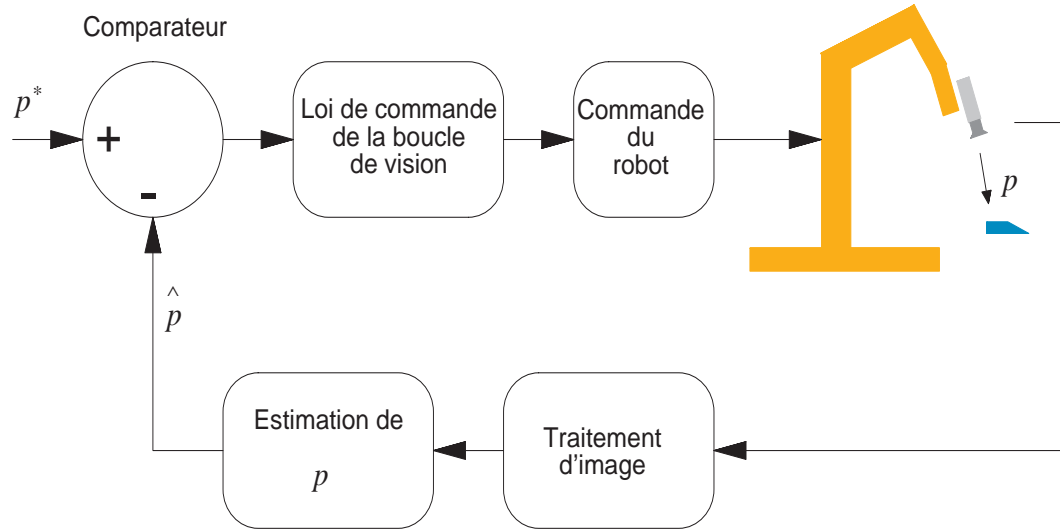 Comparateur
p*
+
-
Loi de commande
de la boucle
de vision
Commande
du
robot
p
p̂
Estimation de
p
Traitement
d'image